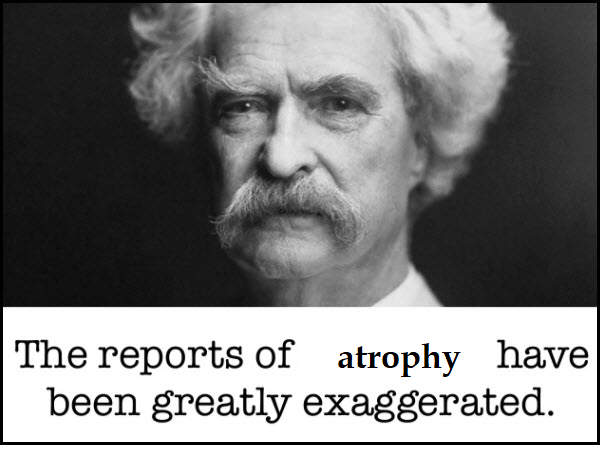 The reports of atrophy have
been greatly exaggerated.